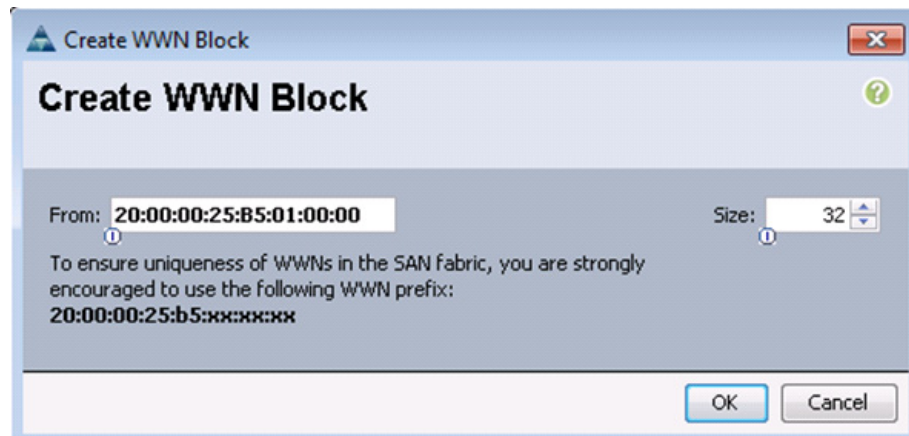 Create WWN Block
Create WWN Block
From: 20:00:00:25:B5:01:00:00 Size: 32
To ensure uniqueness of WWNs in the SAN fabric, you are strongly
encouraged to use the following WWN prefix:
20:00:00:25:b5:xx:xx:xx
OK Cancel